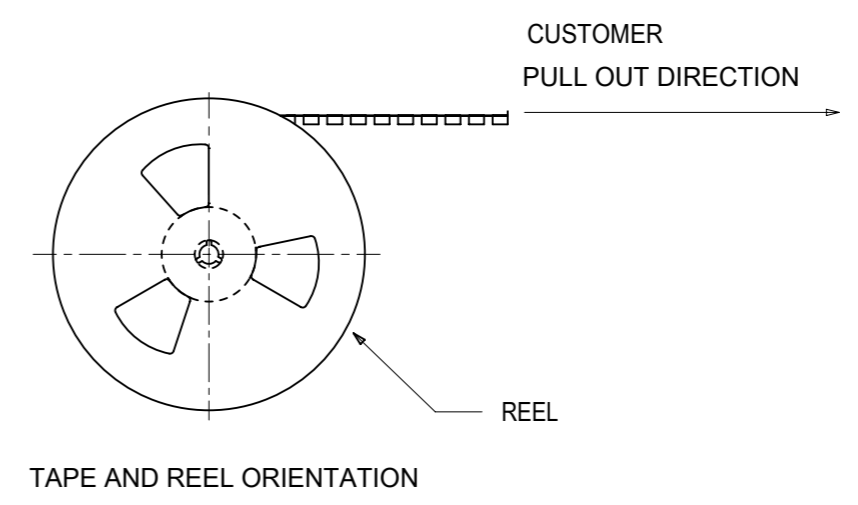 CUSTOMER
PULL OUT DIRECTION
REEL
TAPE AND REEL ORIENTATION